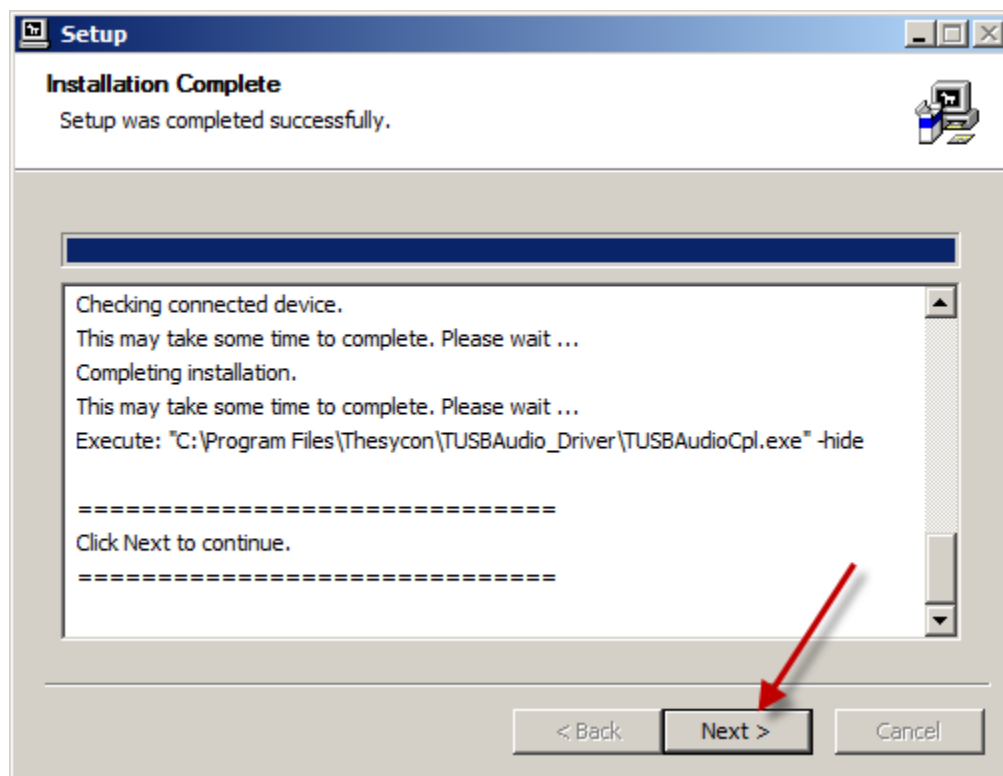 Setup
Installation Complete
Setup was completed successfully.
Checking connected device.
This may take some time to complete. Please wait ...
Completing installation.
This may take some time to complete. Please wait ...
Execute: "C:\Program Files\Thesycon\TUSBAudio_Driver\TUSBAudioCpl.exe" -hide
==============================
Click Next to continue.
==============================
< Back Next > Cancel